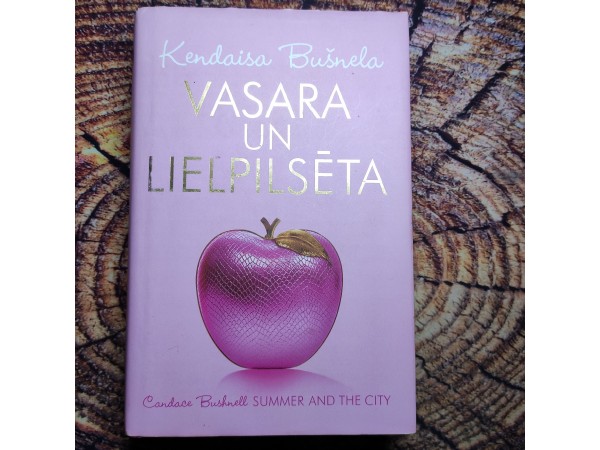 Kendaisa Bušnela
VASARA
UN
LIELPILSĒTA
Candace Bushnell SUMMER AND THE CITY